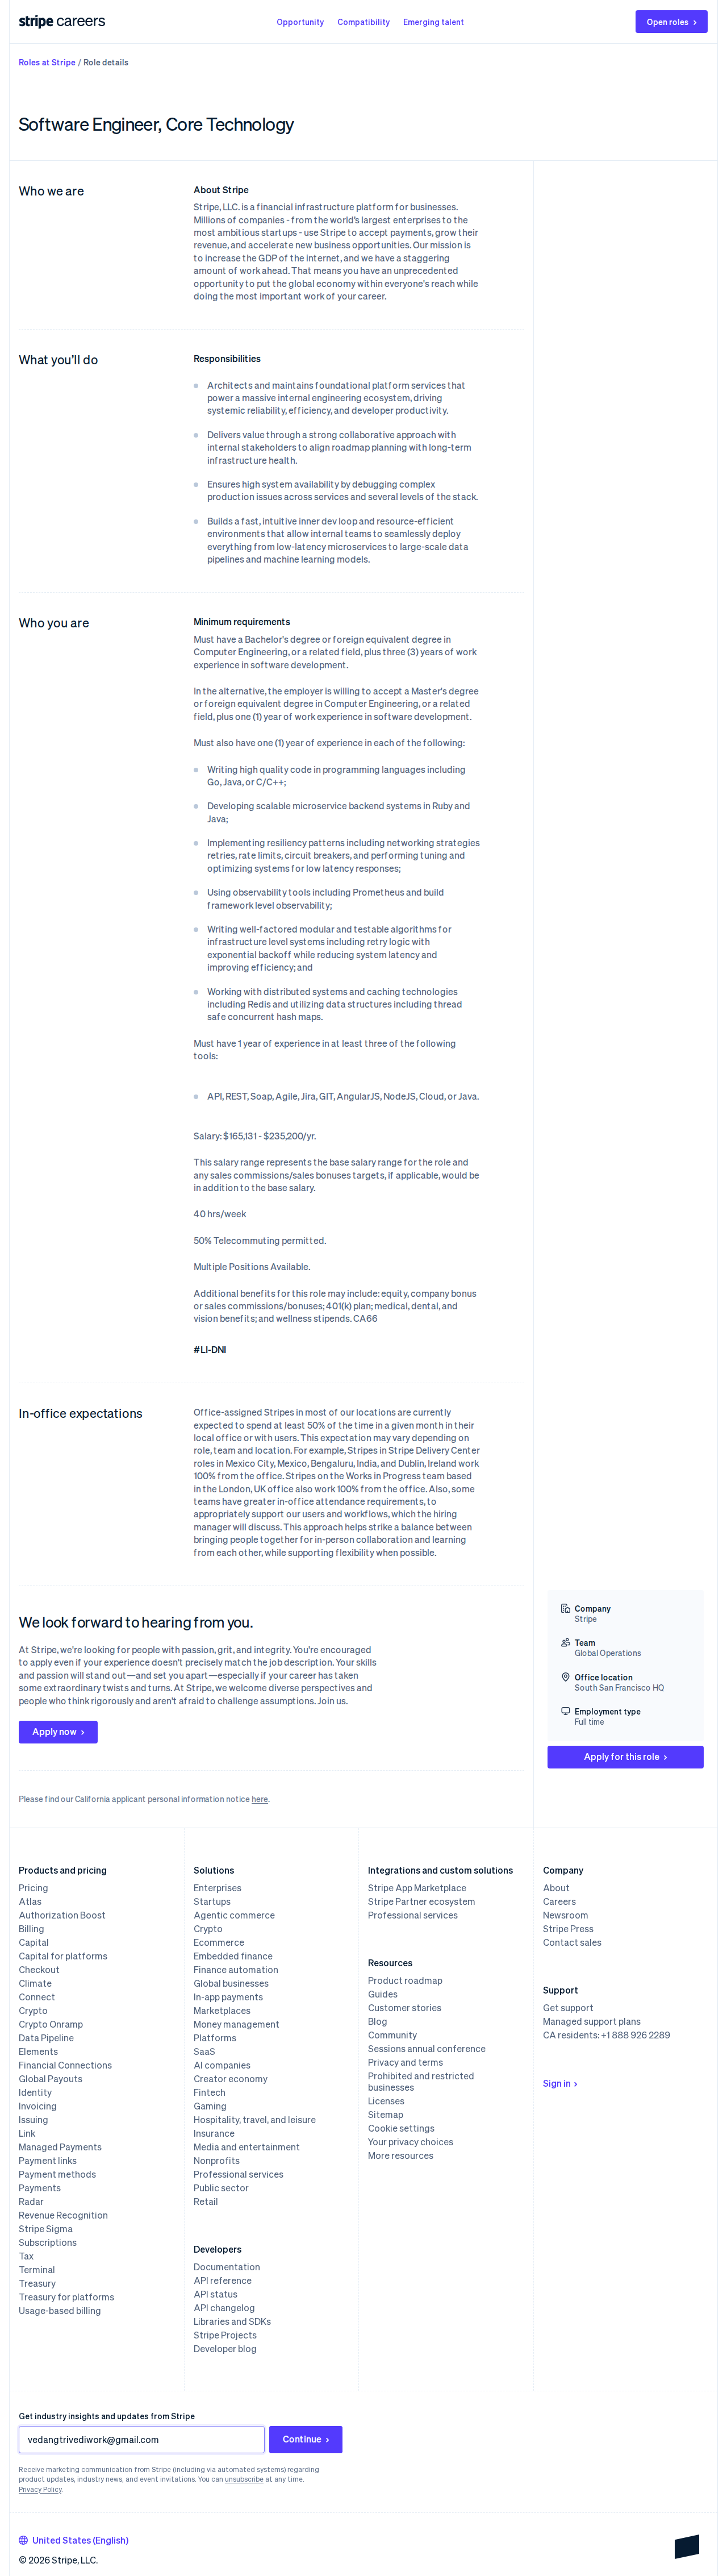 stripe careers
Opportunity
Compatibility
Emerging talent
Open roles
Roles at Stripe / Role details
Software Engineer, Core Technology
Who we are
About Stripe
Stripe, LLC. is a financial infrastructure platform for businesses.
Millions of companies - from the world's largest enterprises to the
most ambitious startups - use Stripe to accept payments, grow their
revenue, and accelerate new business opportunities. Our mission is
to increase the GDP of the internet, and we have a staggering
amount of work ahead. That means you have an unprecedented
opportunity to put the global economy within everyone's reach while
doing the most important work of your career.
What you'll do
Responsibilities
Architects and maintains foundational platform services that
power a massive internal engineering ecosystem, driving
systemic reliability, efficiency, and developer productivity.
Delivers value through a strong collaborative approach with
internal stakeholders to align roadmap planning with long-term
infrastructure health.
Ensures high system availability by debugging complex
production issues across services and several levels of the stack.
Builds a fast, intuitive inner dev loop and resource-efficient
environments that allow internal teams to seamlessly deploy
everything from low-latency microservices to large-scale data
pipelines and machine learning models.
Who you are
Minimum requirements
Must have a Bachelor's degree or foreign equivalent degree in
Computer Engineering, or a related field, plus three (3) years of work
experience in software development.
In the alternative, the employer is willing to accept a Master's degree
or foreign equivalent degree in Computer Engineering, or a related
field, plus one (1) year of work experience in software development.
Must also have one (1) year of experience in each of the following:
Writing high quality code in programming languages including
Go, Java, or C/C++;
Developing scalable microservice backend systems in Ruby and
Java;
Implementing resiliency patterns including networking strategies
retries, rate limits, circuit breakers, and performing tuning and
optimizing systems for low latency responses;
Using observability tools including Prometheus and build
framework level observability;
Writing well-factored modular and testable algorithms for
infrastructure level systems including retry logic with
exponential backoff while reducing system latency and
improving efficiency; and
Working with distributed systems and caching technologies
including Redis and utilizing data structures including thread
safe concurrent hash maps.
Must have 1 year of experience in at least three of the following
tools:
API, REST, Soap, Agile, Jira, GIT, AngularJS, NodeJS, Cloud, or Java.
Salary: $165,131 - $235,200/yr.
This salary range represents the base salary range for the role and
any sales commissions/sales bonuses targets, if applicable, would be
in addition to the base salary.
40 hrs/week
50% Telecommuting permitted.
Multiple Positions Available.
Additional benefits for this role may include: equity, company bonus
or sales commissions/bonuses; 401(k) plan; medical, dental, and
vision benefits; and wellness stipends. CA66
#LI-DNI
In-office expectations
Office-assigned Stripes in most of our locations are currently
expected to spend at least 50% of the time in a given month in their
local office or with users. This expectation may vary depending on
role, team and location. For example, Stripes in Stripe Delivery Center
roles in Mexico City, Mexico, Bengaluru, India, and Dublin, Ireland work
100% from the office. Stripes on the Works in Progress team based
in the London, UK office also work 100% from the office. Also, some
teams have greater in-office attendance requirements, to
appropriately support our users and workflows, which the hiring
manager will discuss. This approach helps strike a balance between
bringing people together for in-person collaboration and learning
from each other, while supporting flexibility when possible.
We look forward to hearing from you.
At Stripe, we're looking for people with passion, grit, and integrity. You're encouraged
to apply even if your experience doesn't precisely match the job description. Your skills
and passion will stand out—and set you apart—especially if your career has taken
some extraordinary twists and turns. At Stripe, we welcome diverse perspectives and
people who think rigorously and aren't afraid to challenge assumptions. Join us.
Apply now
Please find our California applicant personal information notice here.
Company
Stripe
Team
Global Operations
Office location
South San Francisco HQ
Employment type
Full time
Apply for this role
Products and pricing
Pricing
Atlas
Authorization Boost
Billing
Capital
Capital for platforms
Checkout
Climate
Connect
Crypto
Crypto Onramp
Data Pipeline
Elements
Financial Connections
Global Payouts
Identity
Invoicing
Issuing
Link
Managed Payments
Payment links
Payment methods
Payments
Radar
Revenue Recognition
Stripe Sigma
Subscriptions
Tax
Terminal
Treasury
Treasury for platforms
Usage-based billing
Solutions
Enterprises
Startups
Agentic commerce
Crypto
Ecommerce
Embedded finance
Finance automation
Global businesses
In-app payments
Marketplaces
Money management
Platforms
SaaS
AI companies
Creator economy
Fintech
Gaming
Hospitality, travel, and leisure
Insurance
Media and entertainment
Nonprofits
Professional services
Public sector
Retail
Developers
Documentation
API reference
API status
API changelog
Libraries and SDKs
Stripe Projects
Developer blog
Integrations and custom solutions
Stripe App Marketplace
Stripe Partner ecosystem
Professional services
Resources
Product roadmap
Guides
Customer stories
Blog
Community
Sessions annual conference
Privacy and terms
Prohibited and restricted
businesses
Licenses
Sitemap
Cookie settings
Your privacy choices
More resources
Company
About
Careers
Newsroom
Stripe Press
Contact sales
Support
Get support
Managed support plans
CA residents: +1 888 926 2289
Sign in
Get industry insights and updates from Stripe
vedangtrivediwork@gmail.com
Continue
Receive marketing communication from Stripe (including via automated systems) regarding
product updates, industry news, and event invitations. You can unsubscribe at any time.
Privacy Policy
United States (English)
© 2026 Stripe, LLC.